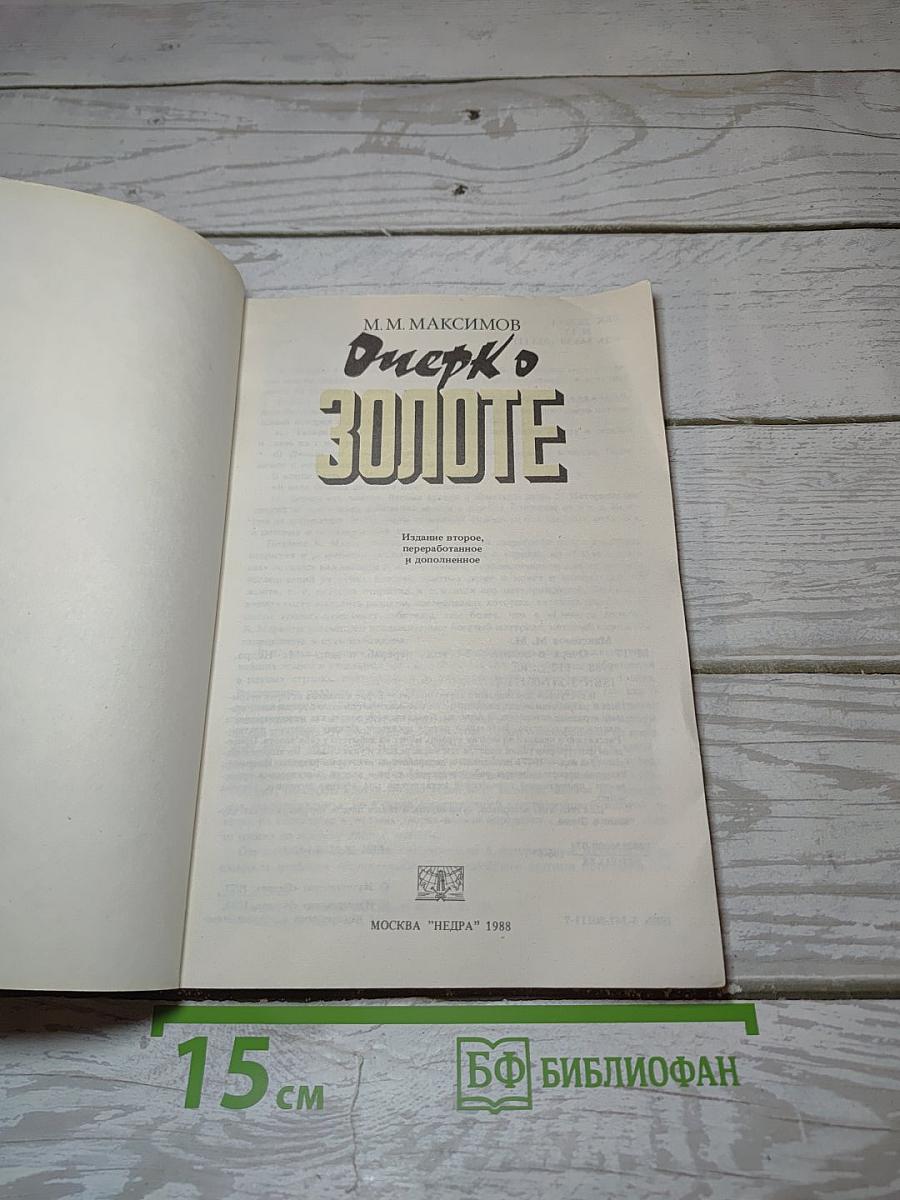 М. М. МАКСИМОВ
Очерк о
ЗОЛОТЕ
Издание второе,
переработанное
и дополненное
МОСКВА "НЕДРА" 1988
15 см
БФ БИБЛИОФАН